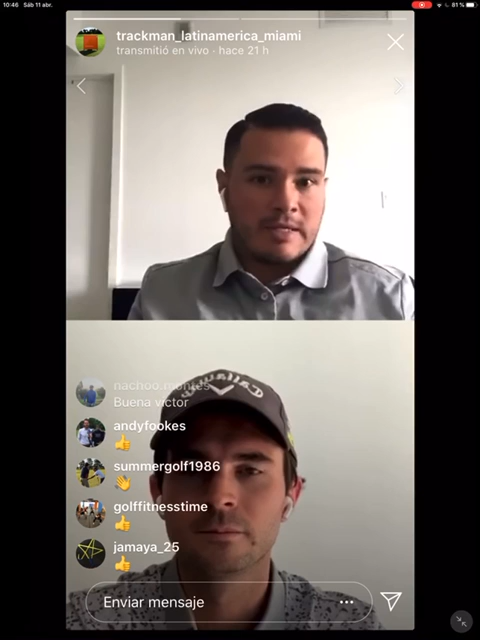 10:46 Sáb 11 abr.
81 %
trackman_latinamerica_miami
transmitió en vivo · hace 21 h
Callaway
nachoo.montes
Buena victor
andyfookes
👍
summergolf1986
👋
golffitnesstime
👍
jamaya_25
👍
Enviar mensaje